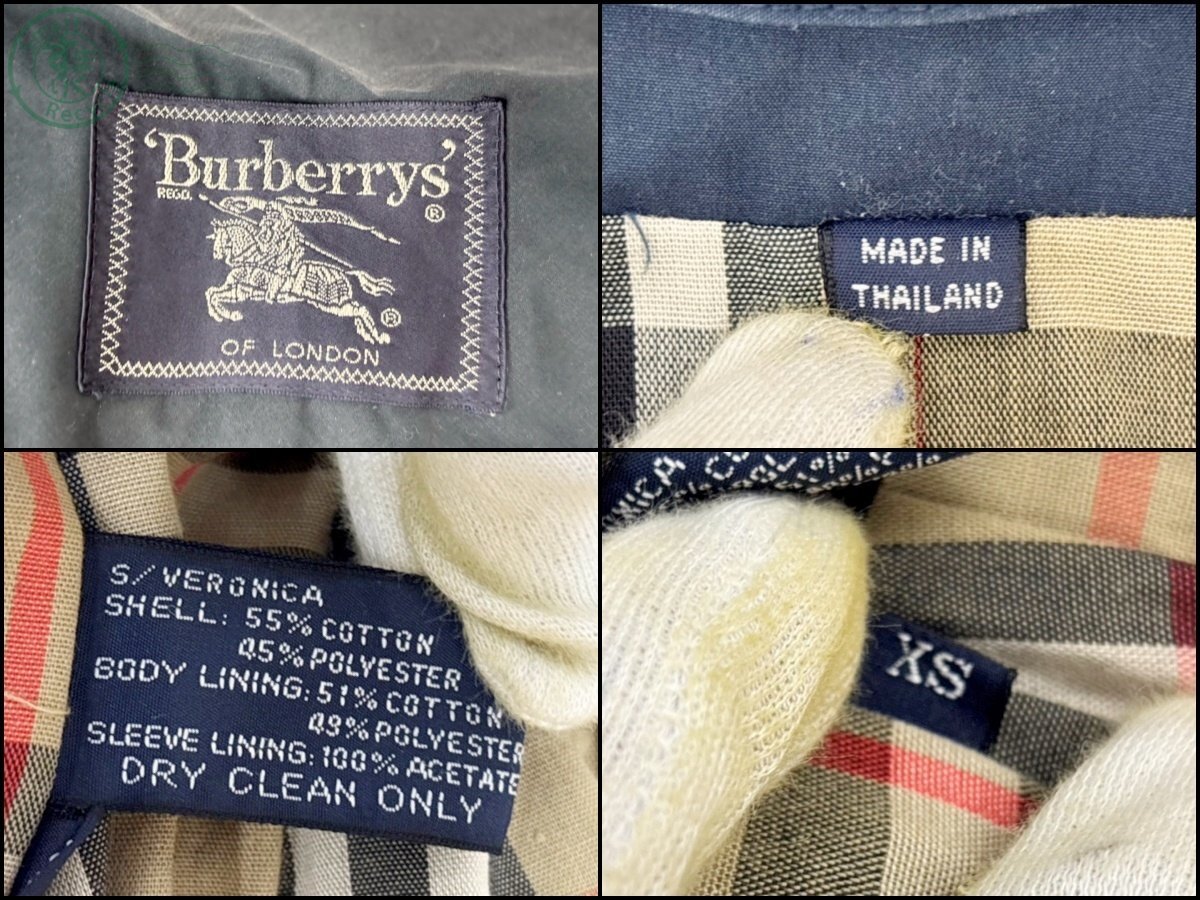 'Burberrys'
REGD.
®
®
OF LONDON
MADE IN
THAILAND
S/VERONICA
SHELL: 55% COTTON
45% POLYESTER
BODY LINING: 51% COTTON
49% POLYESTER
SLEEVE LINING: 100% ACETATE
DRY CLEAN ONLY
XS